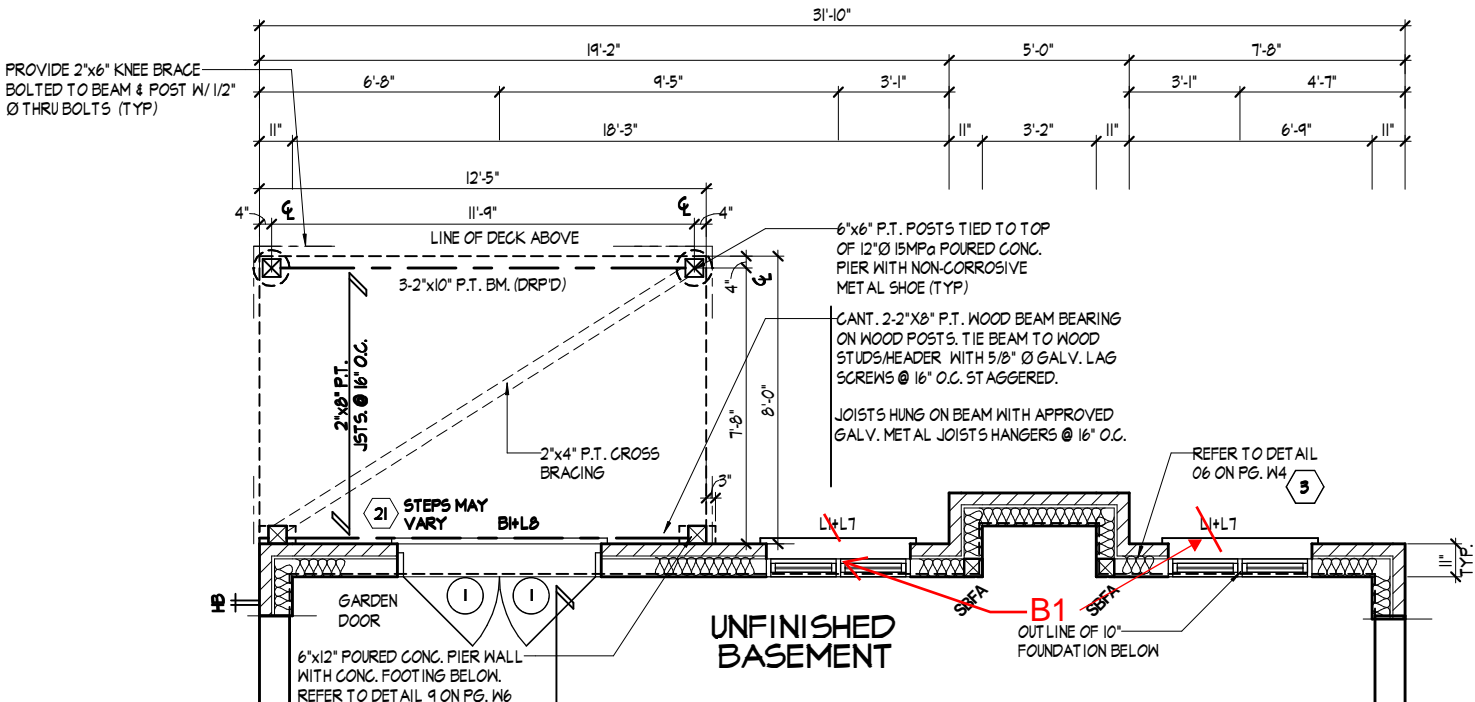 31'-10"
19'-2"
5'-0"
7'-8"
PROVIDE 2"x6" KNEE BRACE
BOLTED TO BEAM & POST W/ 1/2"
Ø THRU BOLTS (TYP)
6'-8"
9'-5"
3'-1"
3'-1"
4'-7"
11"
18'-3"
11"
3'-2"
11"
6'-9"
11"
12'-5"
4"
℄
11'-9"
℄
4"
LINE OF DECK ABOVE
3-2"x10" P.T. BM. (DRP'D)
4"
℄
6"x6" P.T. POSTS TIED TO TOP
OF 12"Ø 15MPa POURED CONC.
PIER WITH NON-CORROSIVE
METAL SHOE (TYP)
CANT. 2-2"X8" P.T. WOOD BEAM BEARING
ON WOOD POSTS. TIE BEAM TO WOOD
STUDS/HEADER WITH 5/8" Ø GALV. LAG
SCREWS @ 16" O.C. STAGGERED.
2"x8" P.T.
JSTS. @ 16" O.C.
7'-8"
8'-0"
JOISTS HUNG ON BEAM WITH APPROVED
GALV. METAL JOISTS HANGERS @ 16" O.C.
2"x4" P.T. CROSS
BRACING
REFER TO DETAIL
06 ON PG. W4
3
3"
21
STEPS MAY
VARY
B1+L8
L1+L7
L1+L7
11"
TYP.
HB
GARDEN
DOOR
1
1
SBFA
SBFA
B1
UNFINISHED
BASEMENT
OUTLINE OF 10"
FOUNDATION BELOW
6"x12" POURED CONC. PIER WALL
WITH CONC. FOOTING BELOW.
REFER TO DETAIL 9 ON PG. W6